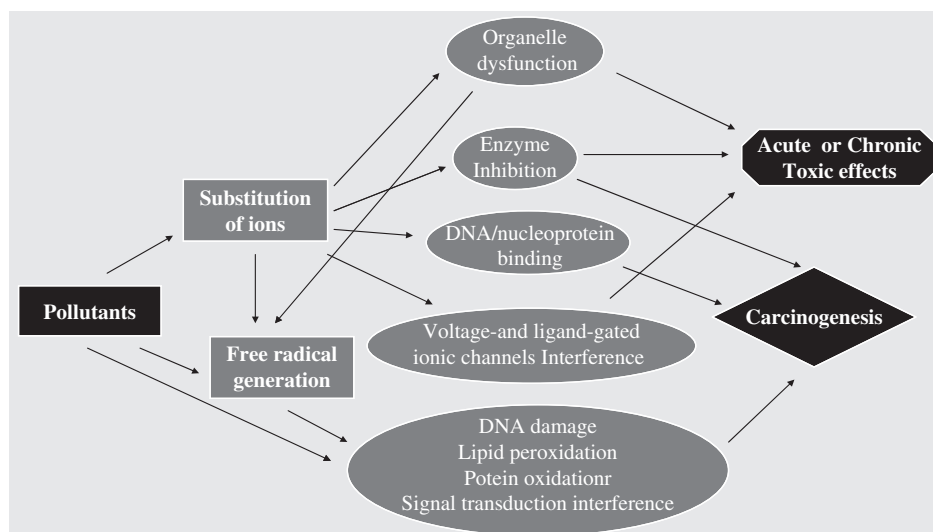 Organelle
dysfunction
Enzyme
Inhibition
Acute or Chronic
Toxic effects
Substitution
of ions
DNA/nucleoprotein
binding
Pollutants
Voltage-and ligand-gated
ionic channels Interference
Carcinogenesis
Free radical
generation
DNA damage
Lipid peroxidation
Potein oxidationr
Signal transduction interference